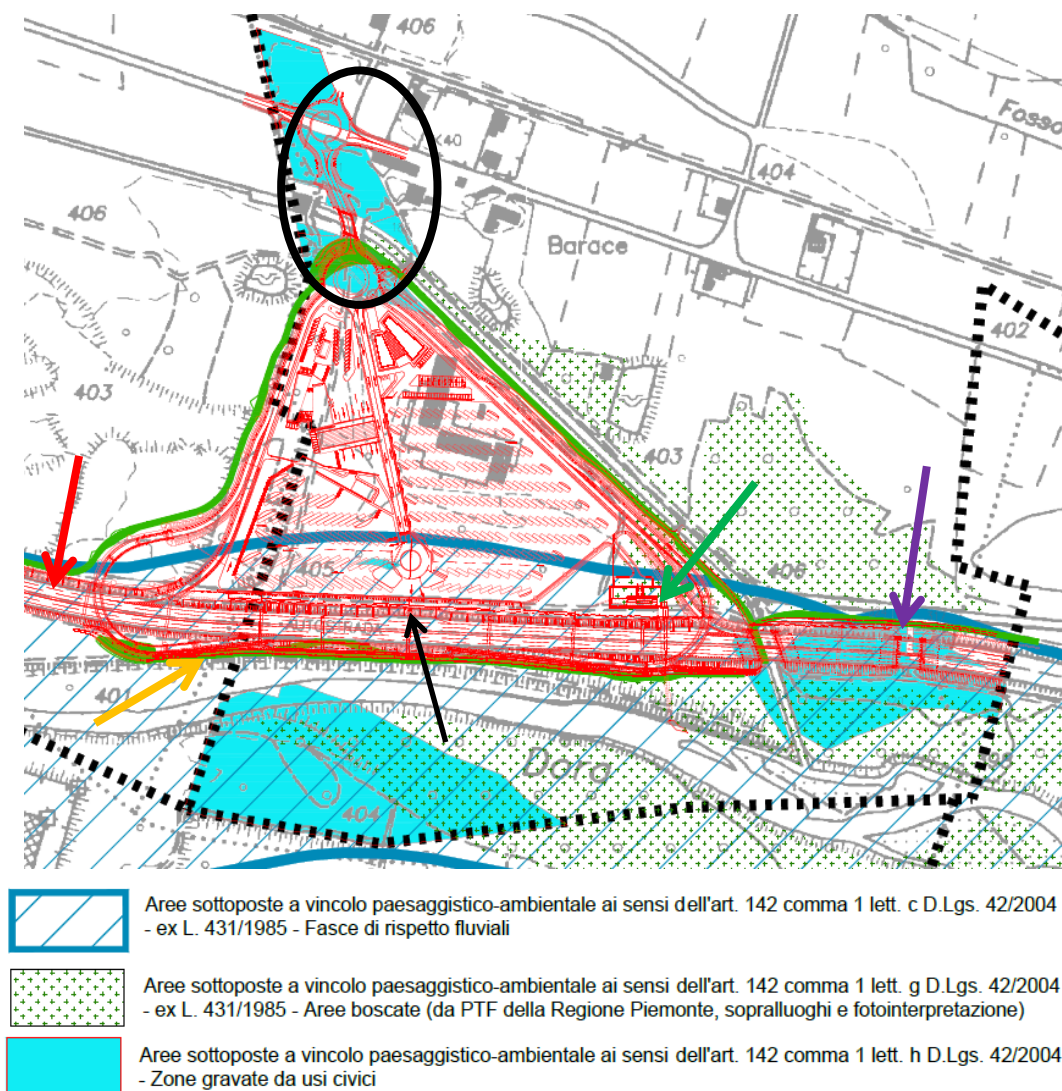 406
Fosso
404
406
Barace
402
403
403
405
406
AUTOSTRADA
401
Dora
404
Aree sottoposte a vincolo paesaggistico-ambientale ai sensi dell'art. 142 comma 1 lett. c D.Lgs. 42/2004
- ex L. 431/1985 - Fasce di rispetto fluviali
Aree sottoposte a vincolo paesaggistico-ambientale ai sensi dell'art. 142 comma 1 lett. g D.Lgs. 42/2004
- ex L. 431/1985 - Aree boscate (da PTF della Regione Piemonte, sopralluoghi e fotointerpretazione)
Aree sottoposte a vincolo paesaggistico-ambientale ai sensi dell'art. 142 comma 1 lett. h D.Lgs. 42/2004
- Zone gravate da usi civici